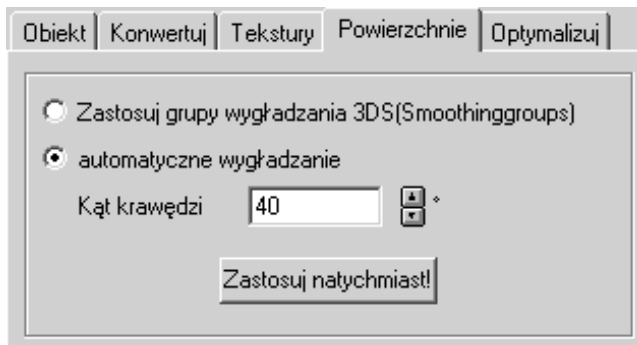 Obiekt Konwertuj Tekstury Powierzchnie Optymalizuj
Zastosuj grupy wygładzania 3DS(Smoothinggroups)
automatyczne wygładzanie
Kąt krawędzi 40 °
Zastosuj natychmiast!